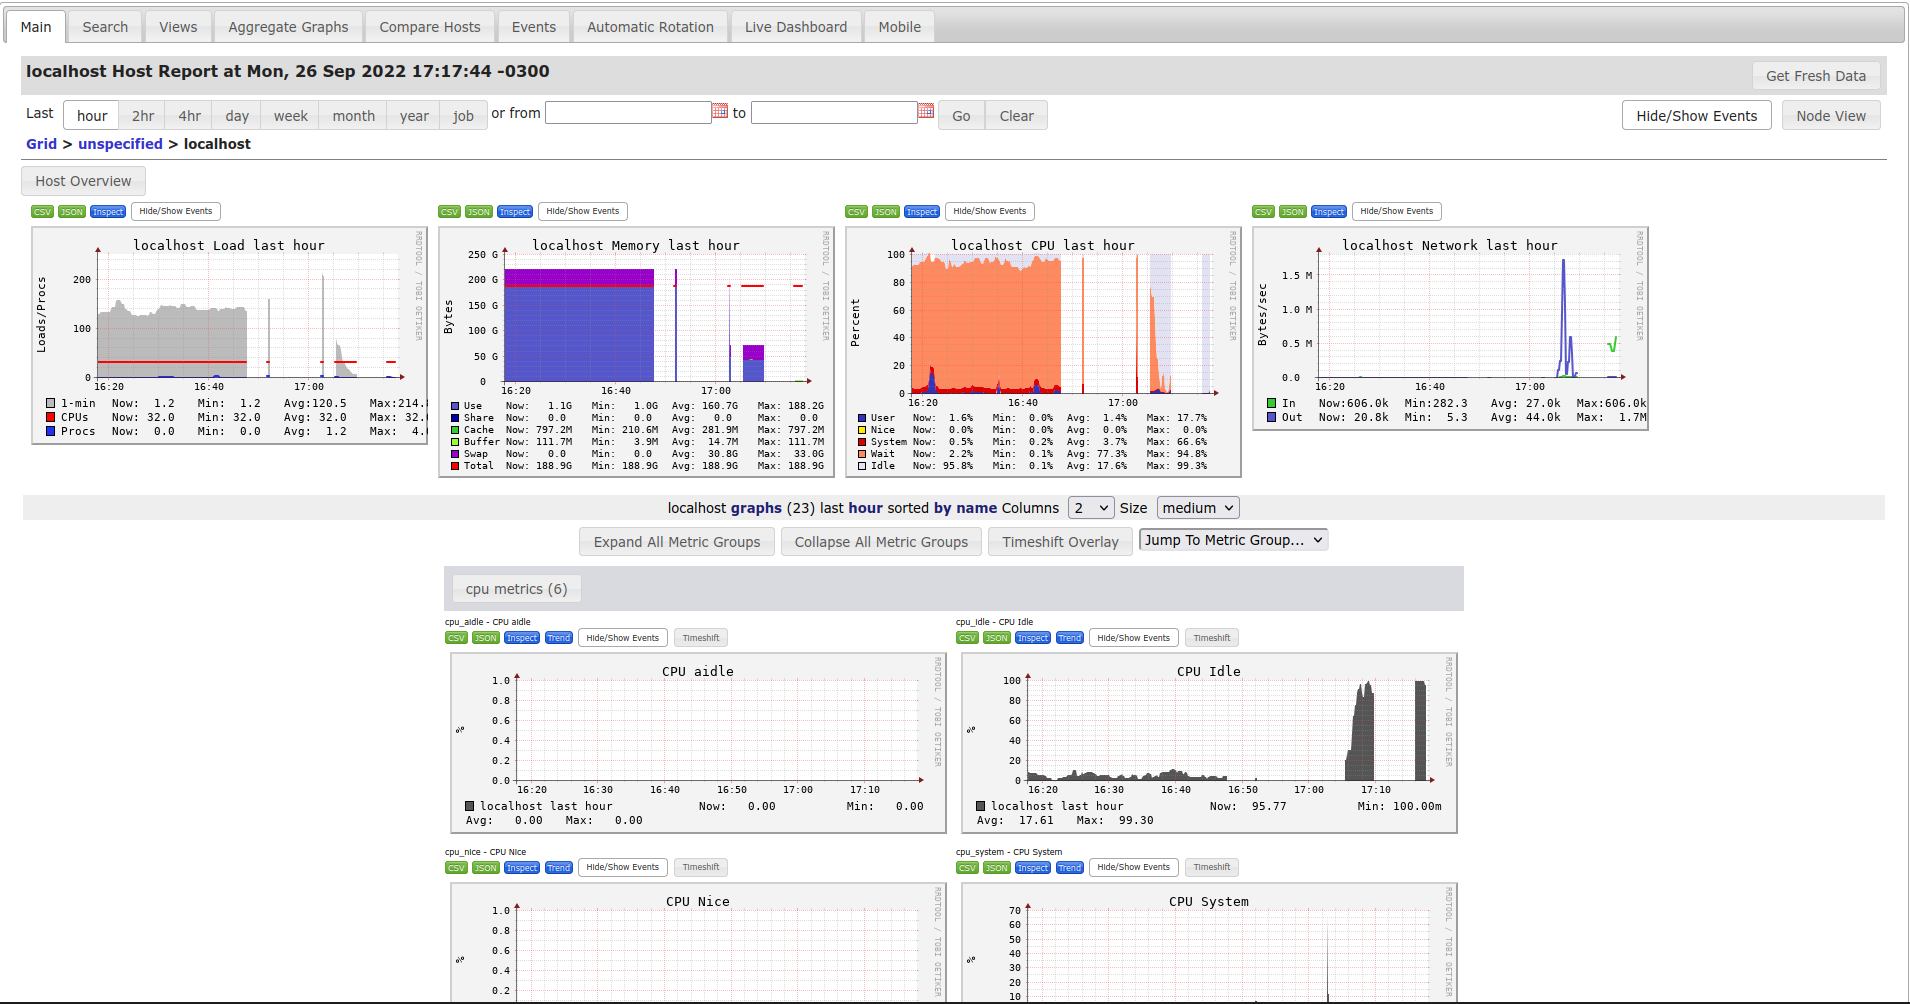 Main Search Views Aggregate Graphs Compare Hosts Events Automatic Rotation Live Dashboard Mobile
localhost Host Report at Mon, 26 Sep 2022 17:17:44 -0300
Get Fresh Data
Last hour 2hr 4hr day week month year job or from to Go Clear
Hide/Show Events Node View
Grid > unspecified > localhost
Host Overview
CSV JSON Inspect Hide/Show Events
localhost Load last hour
RRDTOOL / TOBI OETIKER
Loads/Procs
200
100
0
16:20 16:40 17:00
1-min Now: 1.2 Min: 1.2 Avg:120.5 Max:214.
CPUs Now: 32.0 Min: 32.0 Avg: 32.0 Max: 32.
Procs Now: 0.0 Min: 0.0 Avg: 1.2 Max: 4.
CSV JSON Inspect Hide/Show Events
localhost Memory last hour
RRDTOOL / TOBI OETIKER
Bytes
250 G
200 G
150 G
100 G
50 G
0
16:20 16:40 17:00
Use Now: 1.1G Min: 1.0G Avg: 160.7G Max: 188.2G
Share Now: 0.0 Min: 0.0 Avg: 0.0 Max: 0.0
Cache Now: 797.2M Min: 210.6M Avg: 281.9M Max: 797.2M
Buffer Now: 111.7M Min: 3.9M Avg: 14.7M Max: 111.7M
Swap Now: 0.0 Min: 0.0 Avg: 30.8G Max: 33.0G
Total Now: 188.9G Min: 188.9G Avg: 188.9G Max: 188.9G
CSV JSON Inspect Hide/Show Events
localhost CPU last hour
RRDTOOL / TOBI OETIKER
Percent
100
80
60
40
20
0
16:20 16:40 17:00
User Now: 1.6% Min: 0.0% Avg: 1.4% Max: 17.7%
Nice Now: 0.0% Min: 0.0% Avg: 0.0% Max: 0.0%
System Now: 0.5% Min: 0.2% Avg: 3.7% Max: 66.6%
Wait Now: 2.2% Min: 0.1% Avg: 77.3% Max: 94.8%
Idle Now: 95.8% Min: 0.1% Avg: 17.6% Max: 99.3%
CSV JSON Inspect Hide/Show Events
localhost Network last hour
RRDTOOL / TOBI OETIKER
Bytes/sec
1.5 M
1.0 M
0.5 M
0.0
16:20 16:40 17:00
In Now:606.0k Min:282.3 Avg: 27.0k Max:606.0k
Out Now: 20.8k Min: 5.3 Avg: 44.0k Max: 1.7M
localhost graphs (23) last hour sorted by name Columns 2 Size medium
Expand All Metric Groups Collapse All Metric Groups Timeshift Overlay Jump To Metric Group...
cpu metrics (6)
cpu_aidle - CPU aidle
CSV JSON Inspect Trend Hide/Show Events Timeshift
CPU aidle
RRDTOOL / TOBI OETIKER
%
1.0
0.8
0.6
0.4
0.2
0.0
16:20 16:30 16:40 16:50 17:00 17:10
localhost last hour Now: 0.00 Min: 0.00
Avg: 0.00 Max: 0.00
cpu_idle - CPU Idle
CSV JSON Inspect Trend Hide/Show Events Timeshift
CPU Idle
RRDTOOL / TOBI OETIKER
%
100
80
60
40
20
0
16:20 16:30 16:40 16:50 17:00 17:10
localhost last hour Now: 95.77 Min: 100.00m
Avg: 17.61 Max: 99.30
cpu_nice - CPU Nice
CSV JSON Inspect Trend Hide/Show Events Timeshift
CPU Nice
RRDTOOL / TOBI OETIKER
%
1.0
0.8
0.6
0.4
0.2
cpu_system - CPU System
CSV JSON Inspect Trend Hide/Show Events Timeshift
CPU System
RRDTOOL / TOBI OETIKER
%
70
60
50
40
30
20
10